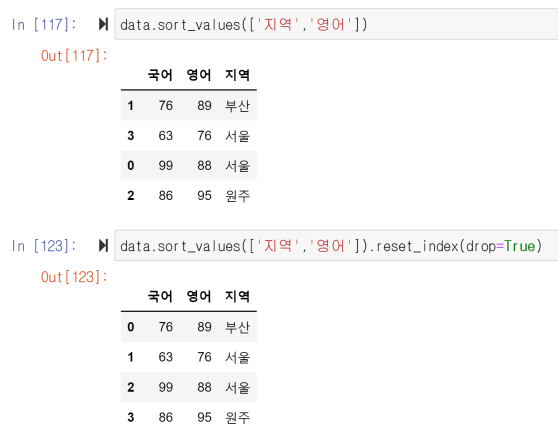 In [117]: data.sort_values(['지역','영어'])
Out[117]:
국어 영어 지역
1 76 89 부산
3 63 76 서울
0 99 88 서울
2 86 95 원주
In [123]: data.sort_values(['지역','영어']).reset_index(drop=True)
Out[123]:
국어 영어 지역
0 76 89 부산
1 63 76 서울
2 99 88 서울
3 86 95 원주